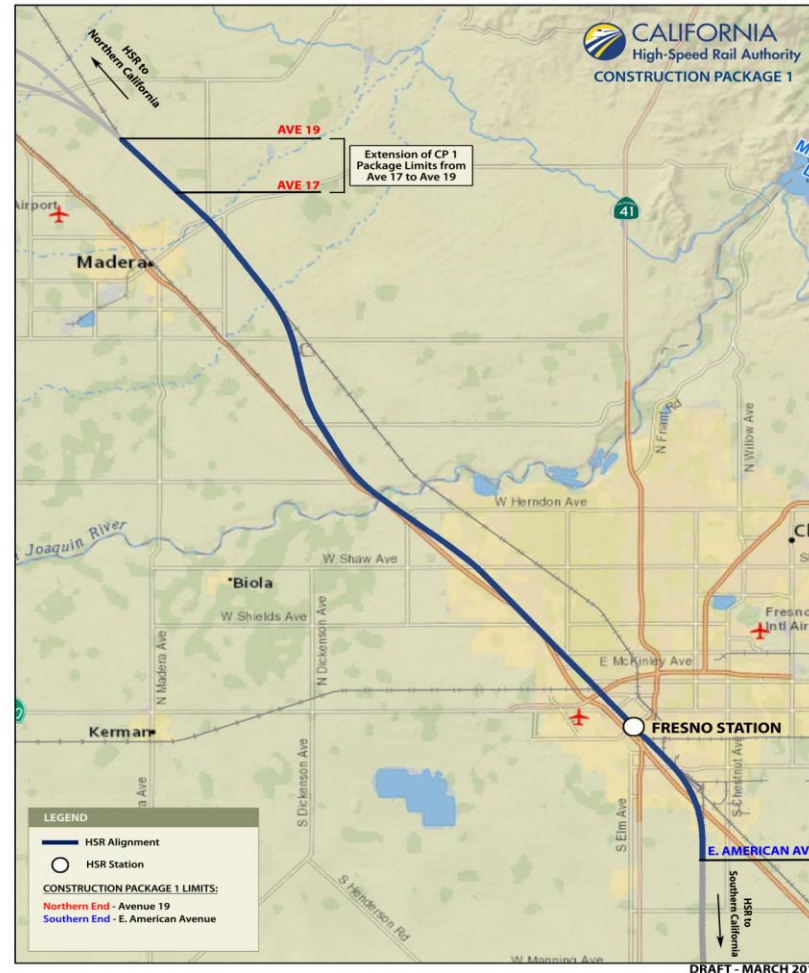 CALIFORNIA
High-Speed Rail Authority
CONSTRUCTION PACKAGE 1
HSR to
Northern California
AVE 19
Extension of CP 1
Package Limits from
Ave 17 to Ave 19
AVE 17
41
Airport
Madera
N Friant Rd
N Willow Ave
W Herndon Ave
Joaquin River
W Shaw Ave
Biola
W Shields Ave
N Madera Ave
N Dickenson Ave
Fresno
Intl Air
E McKinley Ave
Kerman
FRESNO STATION
S Dickenson Ave
S Elm Ave
S Chestnut Ave
a Ave
E. AMERICAN AV
S Henderson Rd
W Manning Ave
HSR to
Southern California
LEGEND
HSR Alignment
HSR Station
CONSTRUCTION PACKAGE 1 LIMITS:
Northern End - Avenue 19
Southern End - E. American Avenue
DRAFT - MARCH 20